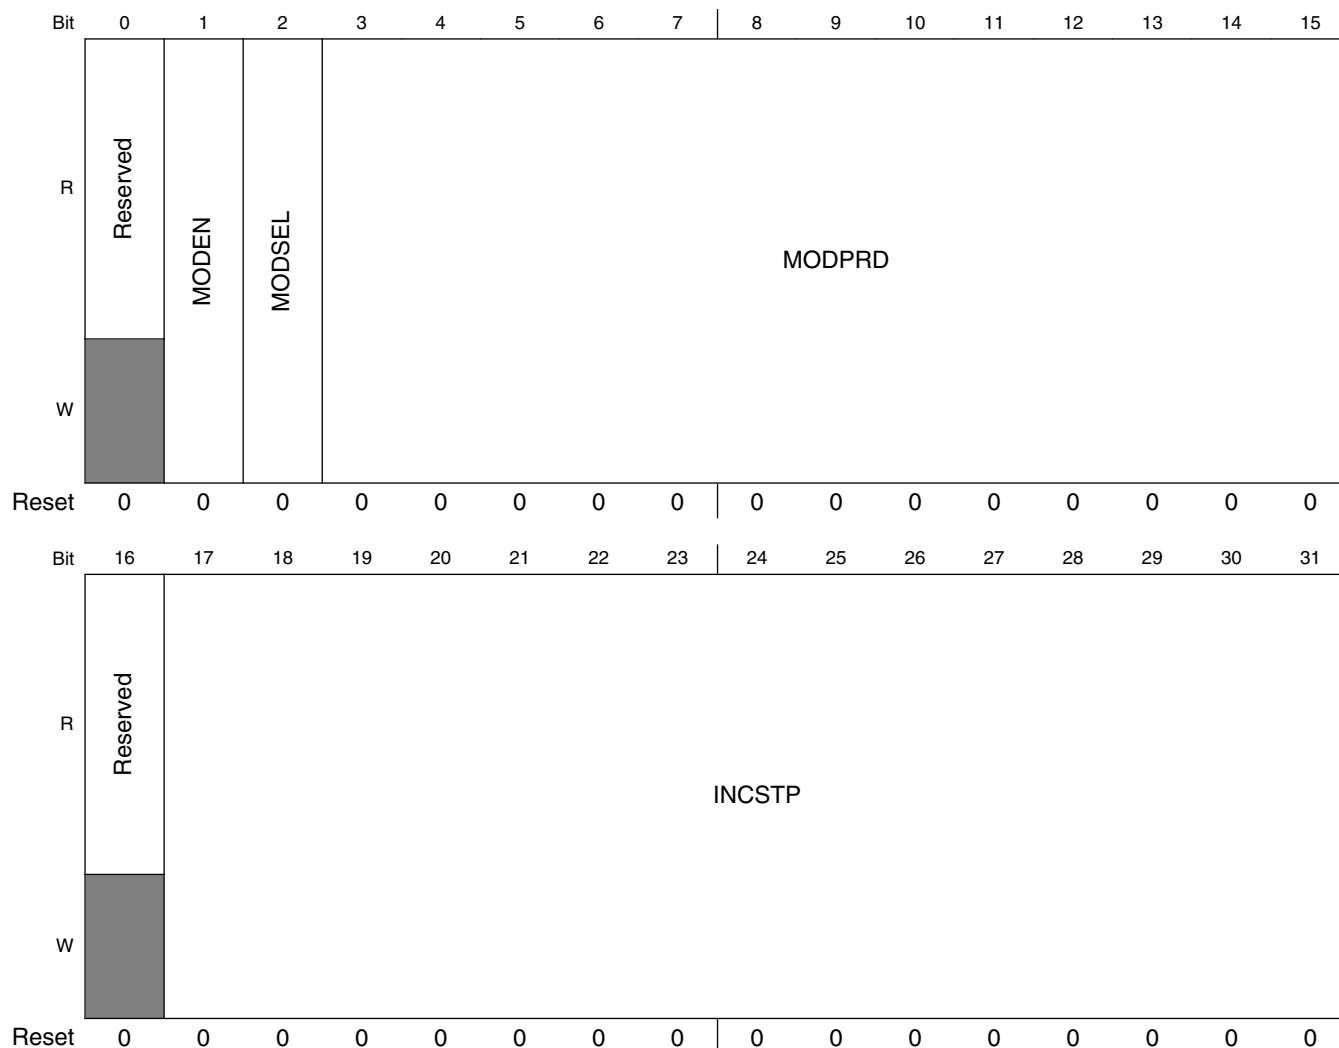 Bit 0 1 2 3 4 5 6 7 8 9 10 11 12 13 14 15
R Reserved MODEN MODSEL MODPRD
W
Reset 0 0 0 0 0 0 0 0 0 0 0 0 0 0 0 0
Bit 16 17 18 19 20 21 22 23 24 25 26 27 28 29 30 31
R Reserved INCSTP
W
Reset 0 0 0 0 0 0 0 0 0 0 0 0 0 0 0 0